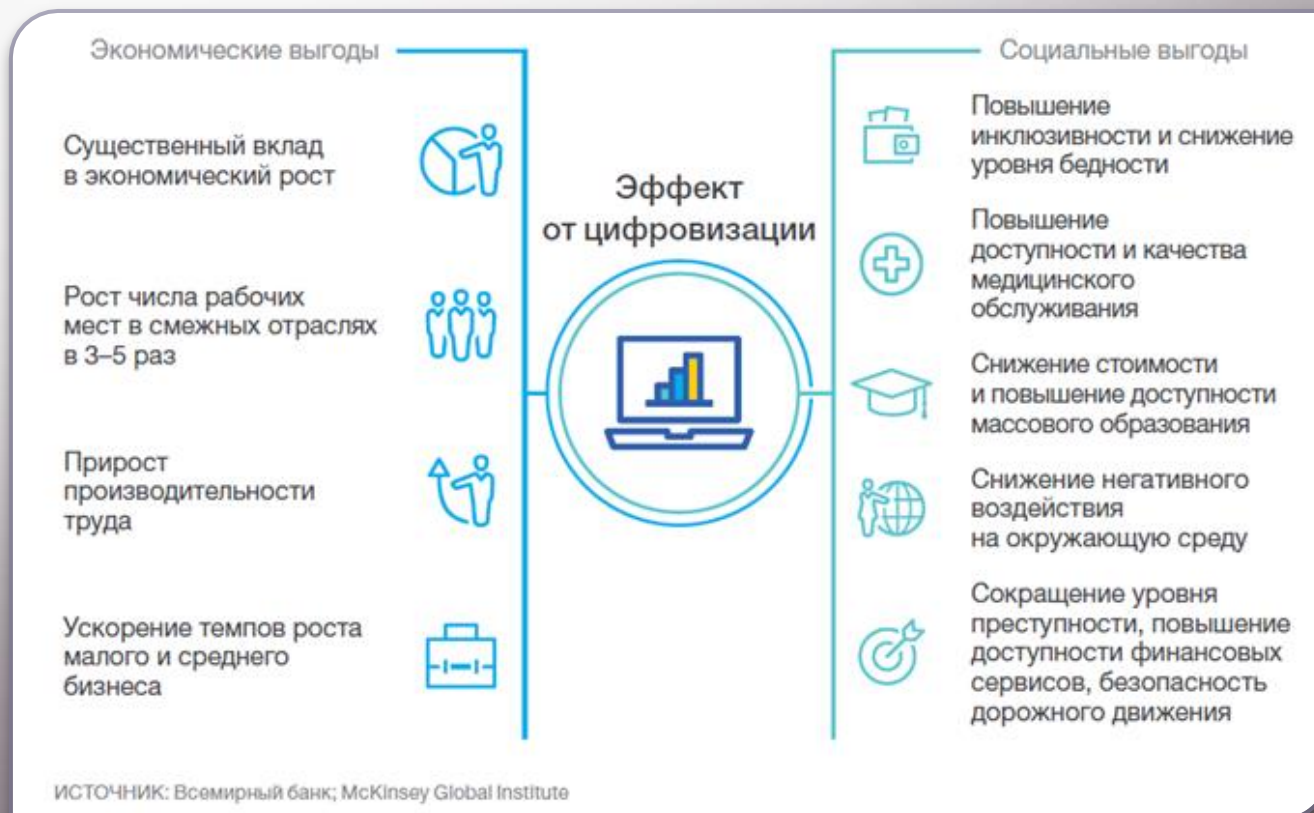 Экономические выгоды
Существенный вклад
в экономический рост
Рост числа рабочих
мест в смежных отраслях
в 3–5 раз
Прирост
производительности
труда
Ускорение темпов роста
малого и среднего
бизнеса
Эффект
от цифровизации
Социальные выгоды
Повышение
инклюзивности и снижение
уровня бедности
Повышение
доступности и качества
медицинского
обслуживания
Снижение стоимости
и повышение доступности
массового образования
Снижение негативного
воздействия
на окружающую среду
Сокращение уровня
преступности, повышение
доступности финансовых
сервисов, безопасность
дорожного движения
ИСТОЧНИК: Всемирный банк; McKinsey Global Institute